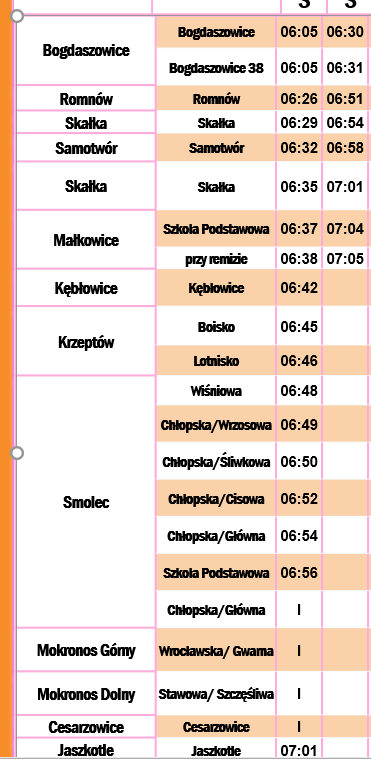 S S
Bogdaszowice Bogdaszowice 06:05 06:30
Bogdaszowice 38 06:05 06:31
Romnów Romnów 06:26 06:51
Skałka Skałka 06:29 06:54
Samotwór Samotwór 06:32 06:58
Skałka Skałka 06:35 07:01
Małkowice Szkoła Podstawowa 06:37 07:04
przy remizie 06:38 07:05
Kębłowice Kębłowice 06:42
Krzeptów Boisko 06:45
Lotnisko 06:46
Smolec Wiśniowa 06:48
Chłopska/Wrzosowa 06:49
Chłopska/Śliwkowa 06:50
Chłopska/Cisowa 06:52
Chłopska/Główna 06:54
Szkoła Podstawowa 06:56
Chłopska/Główna |
Mokronos Górny Wrocławska/ Gwarna |
Mokronos Dolny Stawowa/ Szczęśliwa |
Cesarzowice Cesarzowice |
Jaszkotle Jaszkotle 07:01